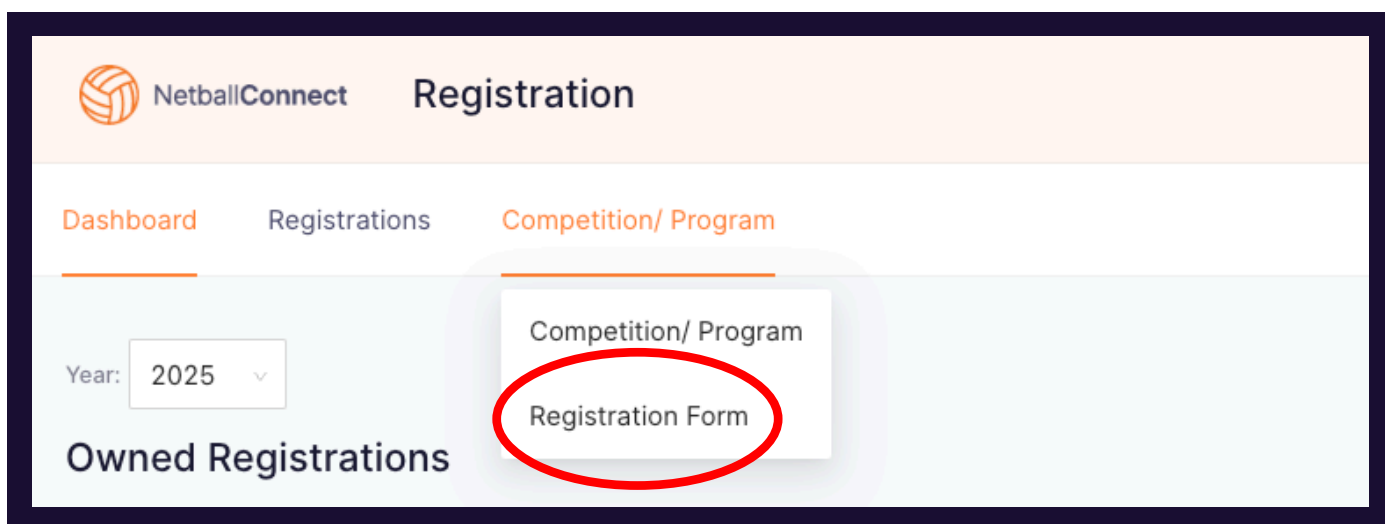 NetballConnect Registration
Dashboard Registrations Competition/ Program
Competition/ Program
Year: 2025
Registration Form
Owned Registrations